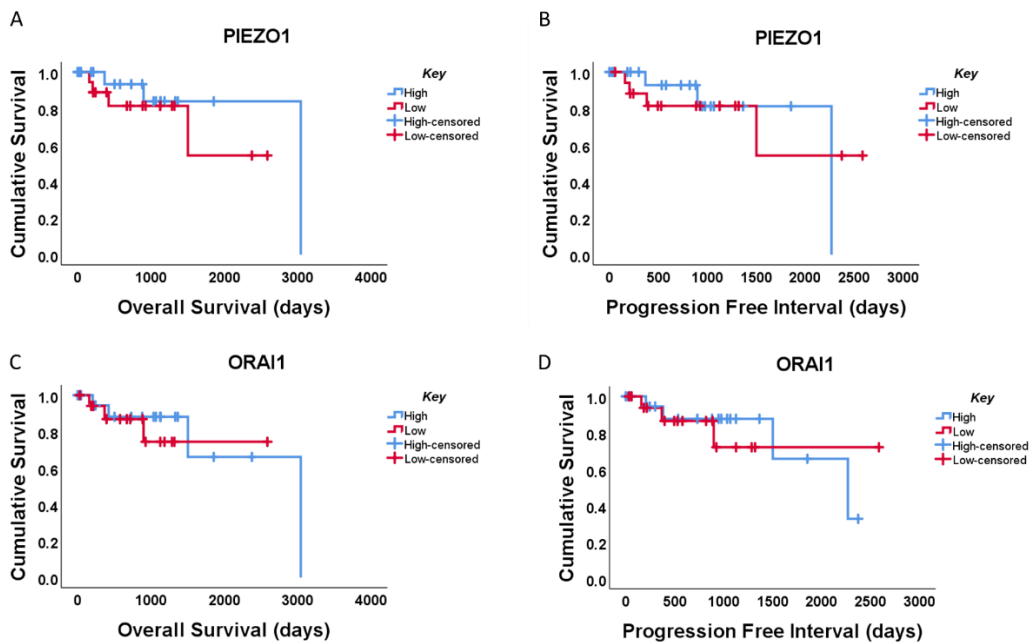 A
PIEZO1
Cumulative Survival
1.0
0.8
0.6
0.4
0.2
0.0
0 1000 2000 3000 4000
Overall Survival (days)
Key
High
Low
High-censored
Low-censored
B
PIEZO1
Cumulative Survival
1.0
0.8
0.6
0.4
0.2
0.0
0 500 1000 1500 2000 2500 3000
Progression Free Interval (days)
Key
High
Low
High-censored
Low-censored
C
ORAI1
Cumulative Survival
1.0
0.8
0.6
0.4
0.2
0.0
0 1000 2000 3000 4000
Overall Survival (days)
Key
High
Low
High-censored
Low-censored
D
ORAI1
Cumulative Survival
1.0
0.8
0.6
0.4
0.2
0.0
0 500 1000 1500 2000 2500 3000
Progression Free Interval (days)
Key
High
Low
High-censored
Low-censored